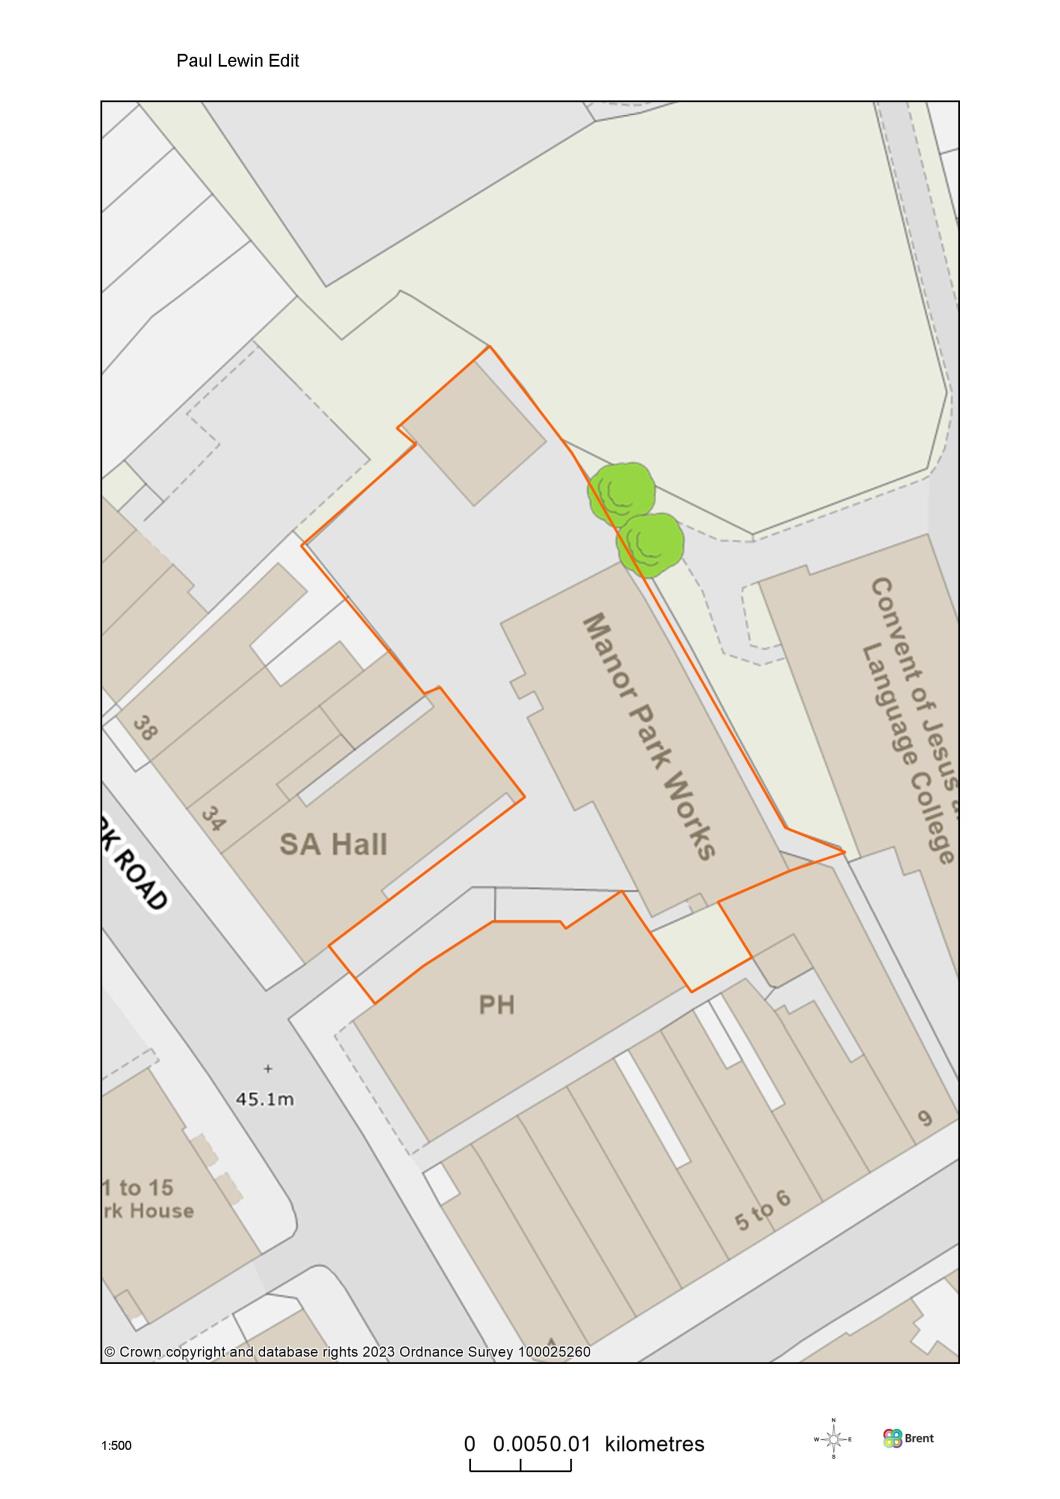 Paul Lewin Edit
Manor Park Works
Convent of Jesus a
Language College
38
34
SA Hall
RK ROAD
PH
45.1m
1 to 15
rk House
9
5 to 6
© Crown copyright and database rights 2023 Ordnance Survey 100025260
1:500
0 0.0050.01 kilometres
N
W E
S
Brent